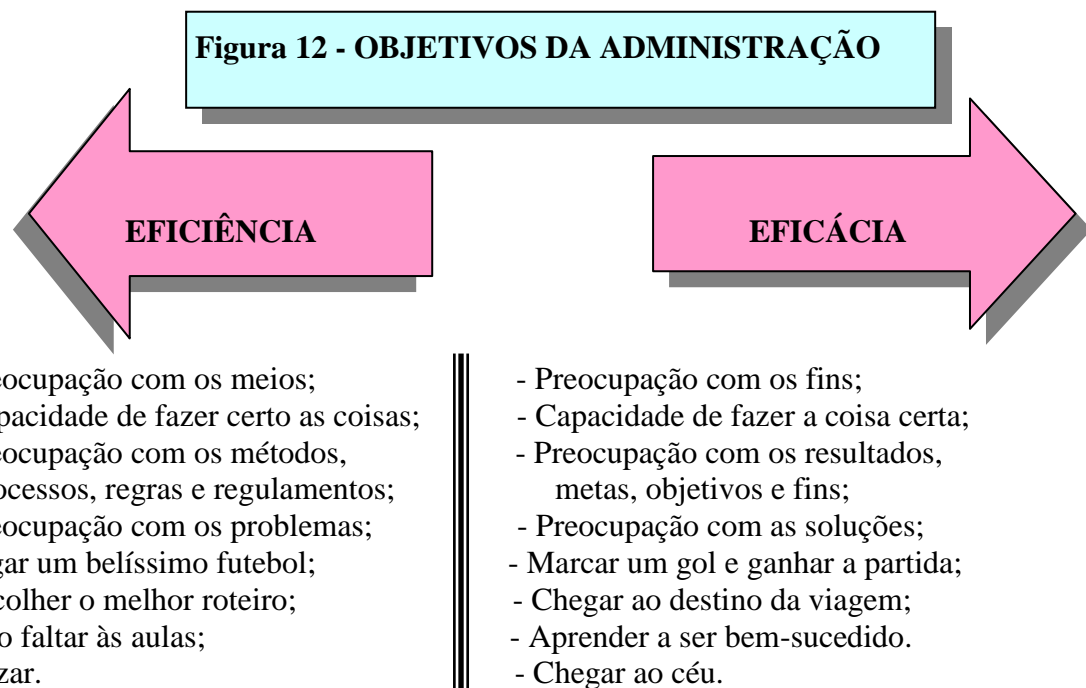 Figura 12 - OBJETIVOS DA ADMINISTRAÇÃO
EFICIÊNCIA
eocupação com os meios;
pacidade de fazer certo as coisas;
eocupação com os métodos,
ocessos, regras e regulamentos;
eocupação com os problemas;
gar um belíssimo futebol;
colher o melhor roteiro;
o faltar às aulas;
zar.
EFICÁCIA
- Preocupação com os fins;
- Capacidade de fazer a coisa certa;
- Preocupação com os resultados,
metas, objetivos e fins;
- Preocupação com as soluções;
- Marcar um gol e ganhar a partida;
- Chegar ao destino da viagem;
- Aprender a ser bem-sucedido.
- Chegar ao céu.